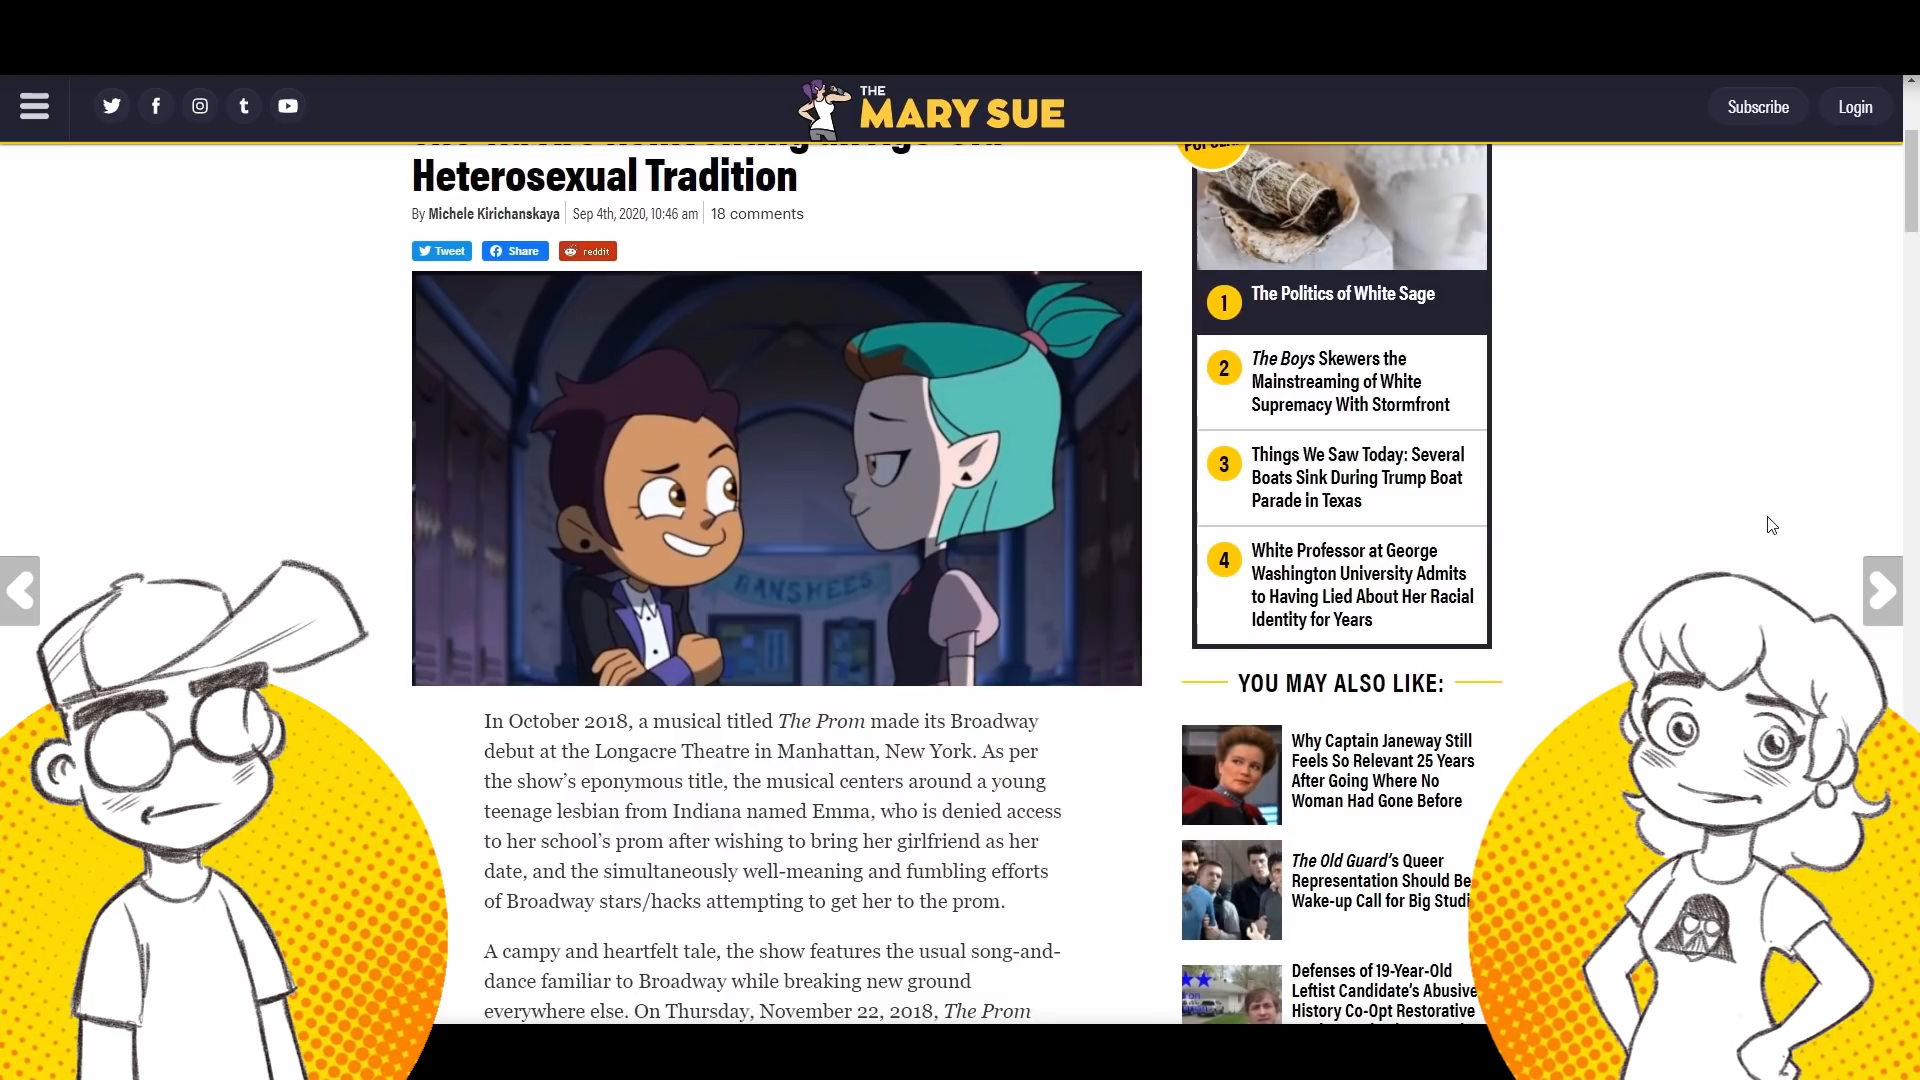 THE
MARY SUE
Subscribe
Login
Heterosexual Tradition
By Michele Kirichanskaya
Sep 4th, 2020, 10:46 am
18 comments
Tweet
Share
reddit
BANSHEES
In October 2018, a musical titled The Prom made its Broadway
debut at the Longacre Theatre in Manhattan, New York. As per
the show’s eponymous title, the musical centers around a young
teenage lesbian from Indiana named Emma, who is denied access
to her school’s prom after wishing to bring her girlfriend as her
date, and the simultaneously well-meaning and fumbling efforts
of Broadway stars/hacks attempting to get her to the prom.
A campy and heartfelt tale, the show features the usual song-and-
dance familiar to Broadway while breaking new ground
everywhere else. On Thursday, November 22, 2018, The Prom
1
The Politics of White Sage
2
The Boys Skewers the
Mainstreaming of White
Supremacy With Stormfront
3
Things We Saw Today: Several
Boats Sink During Trump Boat
Parade in Texas
4
White Professor at George
Washington University Admits
to Having Lied About Her Racial
Identity for Years
YOU MAY ALSO LIKE:
Why Captain Janeway Still
Feels So Relevant 25 Years
After Going Where No
Woman Had Gone Before
The Old Guard’s Queer
Representation Should Be
Wake-up Call for Big Studi
Defenses of 19-Year-Old
Leftist Candidate’s Abusive
History Co-Opt Restorative